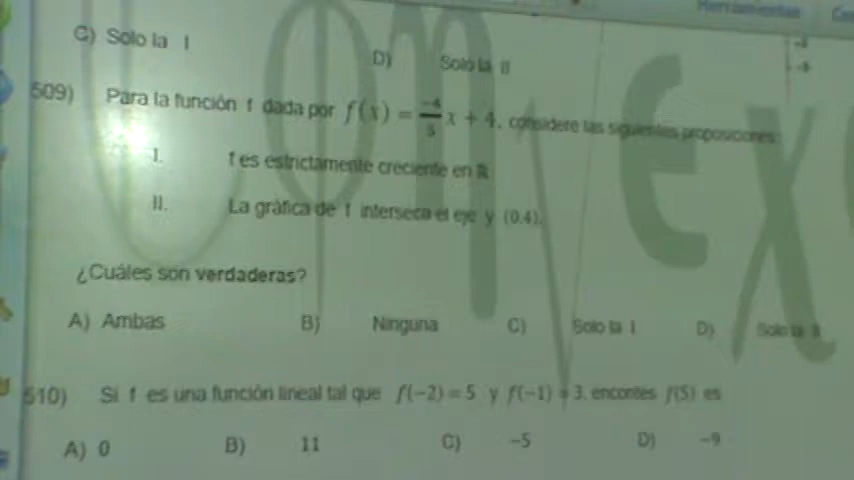 Herramientas
C) Solo la I
D) Solo la II
509) Para la función f dada por f(x) = -4/5 x + 4, considere las siguientes proposiciones:
I. f es estrictamente creciente en ℝ
II. La gráfica de f interseca el eje y (0,4).
¿Cuáles son verdaderas?
A) Ambas B) Ninguna C) Solo la I D) Solo la II
510) Si f es una función lineal tal que f(-2) = 5 y f(-1) = 3, entonces f(5) es
A) 0 B) 11 C) -5 D) -9